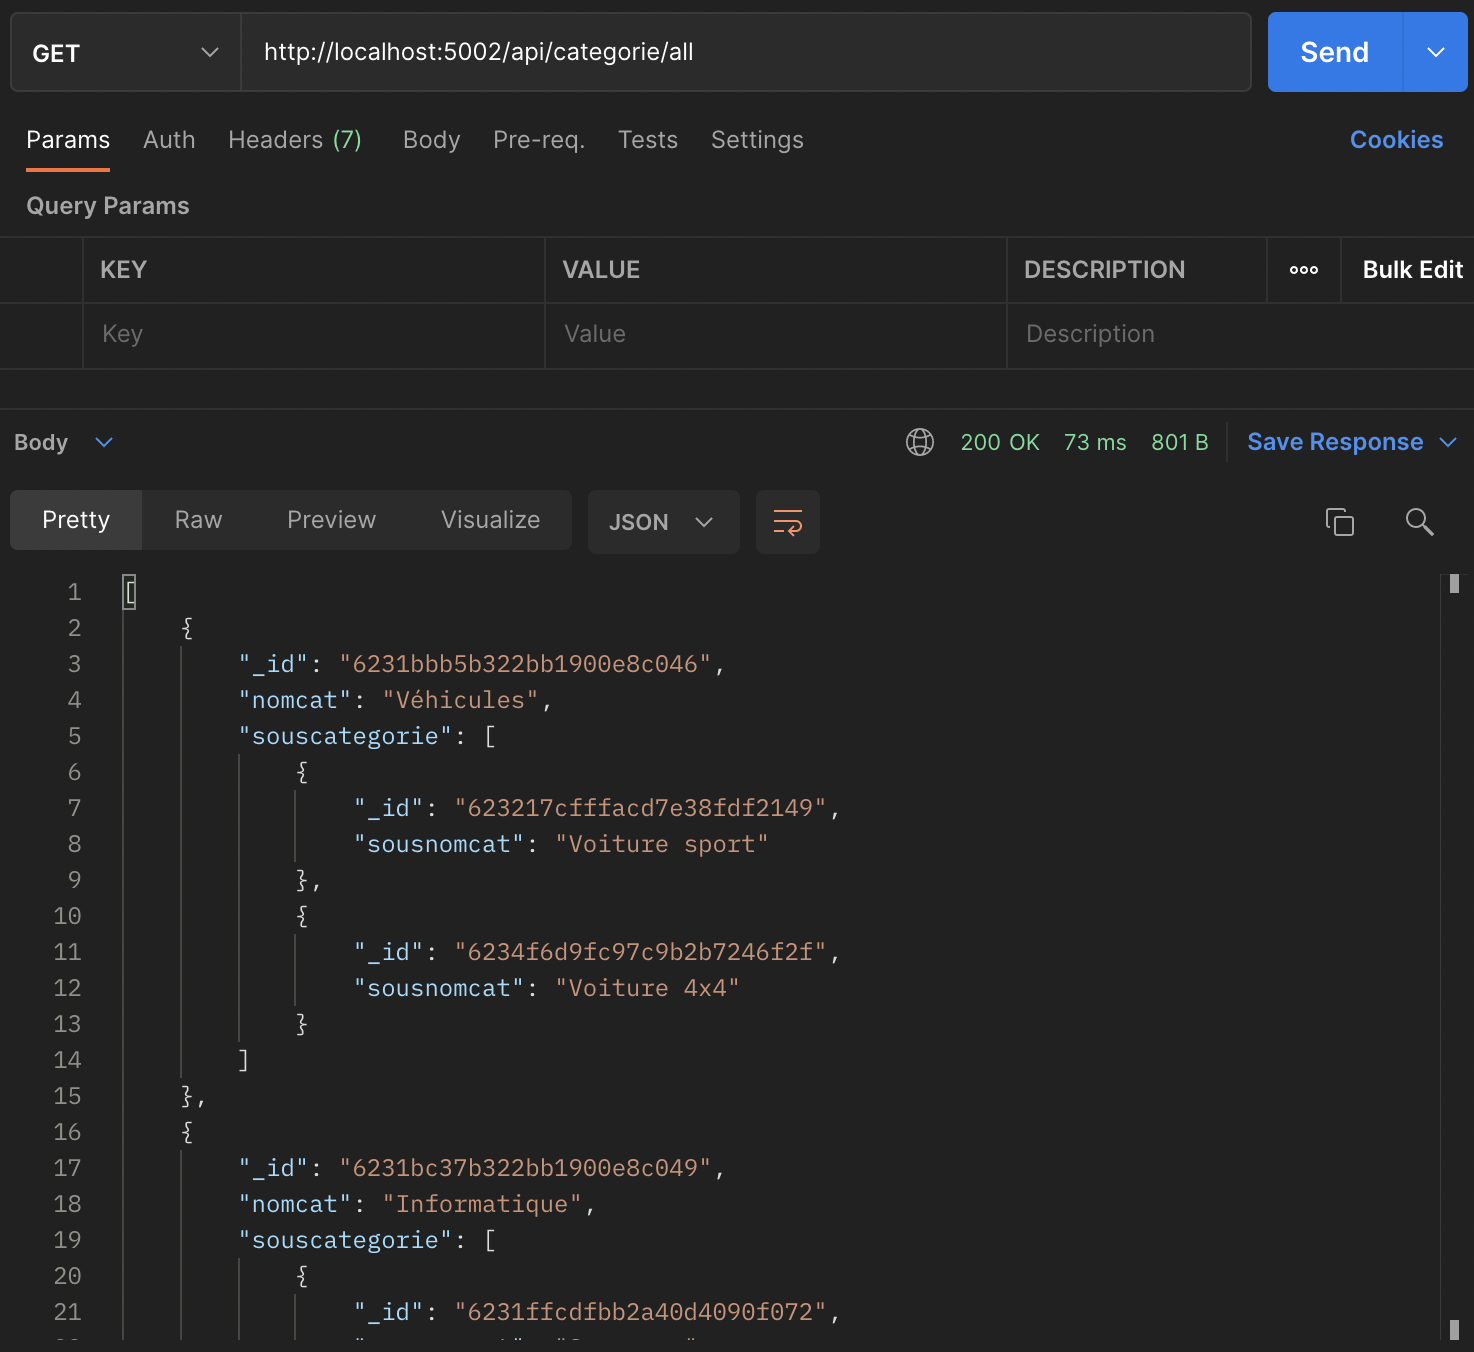 GET http://localhost:5002/api/categorie/all Send
Params Auth Headers (7) Body Pre-req. Tests Settings Cookies
Query Params
KEY VALUE DESCRIPTION ooo Bulk Edit
Key Value Description
Body 200 OK 73 ms 801 B Save Response
Pretty Raw Preview Visualize JSON
1 [
2 {
3 "_id": "6231bbb5b322bb1900e8c046",
4 "nomcat": "Véhicules",
5 "souscategorie": [
6 {
7 "_id": "623217cfffacd7e38fdf2149",
8 "sousnomcat": "Voiture sport"
9 },
10 {
11 "_id": "6234f6d9fc97c9b2b7246f2f",
12 "sousnomcat": "Voiture 4x4"
13 }
14 ]
15 },
16 {
17 "_id": "6231bc37b322bb1900e8c049",
18 "nomcat": "Informatique",
19 "souscategorie": [
20 {
21 "_id": "6231ffcdfbb2a40d4090f072",